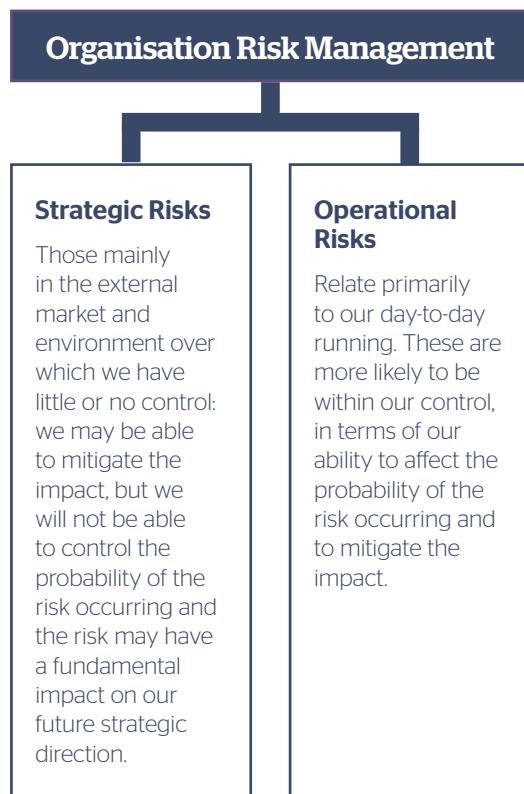 Organisation Risk Management
Strategic Risks
Those mainly
in the external
market and
environment over
which we have
little or no control:
we may be able
to mitigate the
impact, but we
will not be able
to control the
probability of the
risk occurring and
the risk may have
a fundamental
impact on our
future strategic
direction.
Operational
Risks
Relate primarily
to our day-to-day
running. These are
more likely to be
within our control,
in terms of our
ability to affect the
probability of the
risk occurring and
to mitigate the
impact.